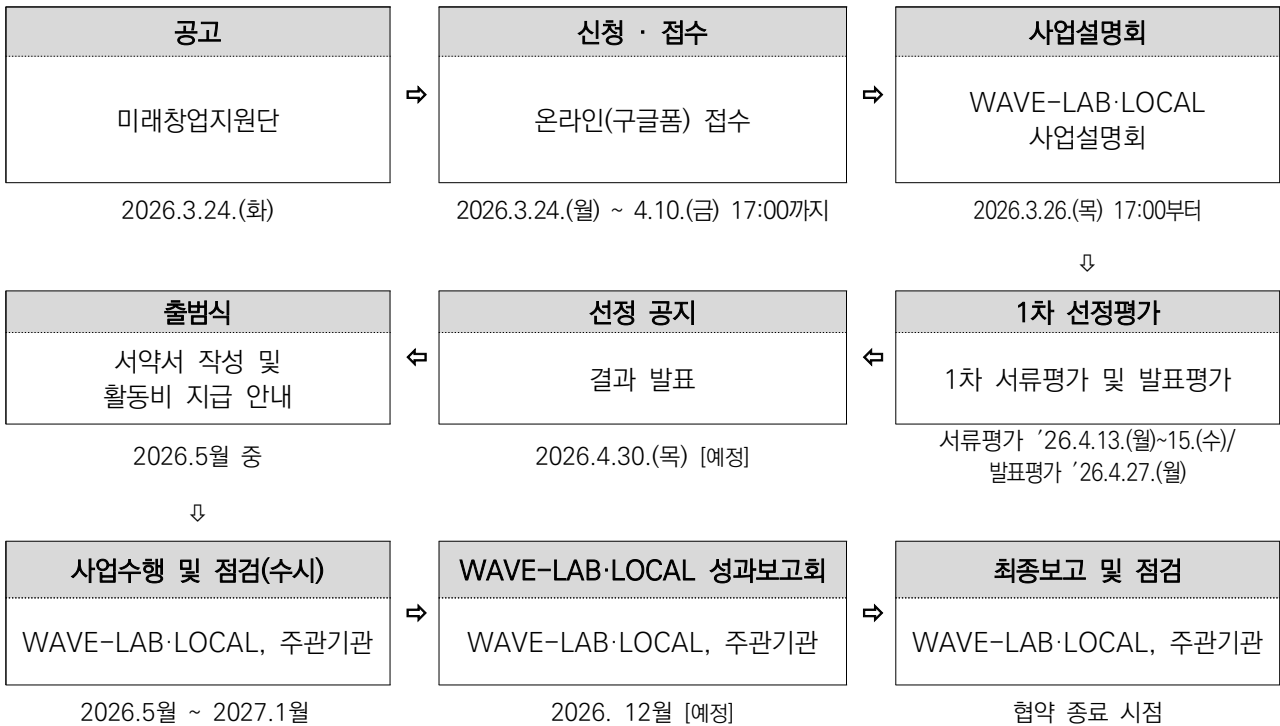 공고
미래창업지원단
2026.3.24.(화)
⇨
신청 · 접수
온라인(구글폼) 접수
2026.3.24.(월) ~ 4.10.(금) 17:00까지
⇨
사업설명회
WAVE-LAB·LOCAL
사업설명회
2026.3.26.(목) 17:00부터
⇩
1차 선정평가
1차 서류평가 및 발표평가
서류평가 ′26.4.13.(월)~15.(수)/
발표평가 ′26.4.27.(월)
⇦
선정 공지
결과 발표
2026.4.30.(목) [예정]
⇦
출범식
서약서 작성 및
활동비 지급 안내
2026.5월 중
⇩
사업수행 및 점검(수시)
WAVE-LAB·LOCAL, 주관기관
2026.5월 ~ 2027.1월
⇨
WAVE-LAB·LOCAL 성과보고회
WAVE-LAB·LOCAL, 주관기관
2026. 12월 [예정]
⇨
최종보고 및 점검
WAVE-LAB·LOCAL, 주관기관
협약 종료 시점